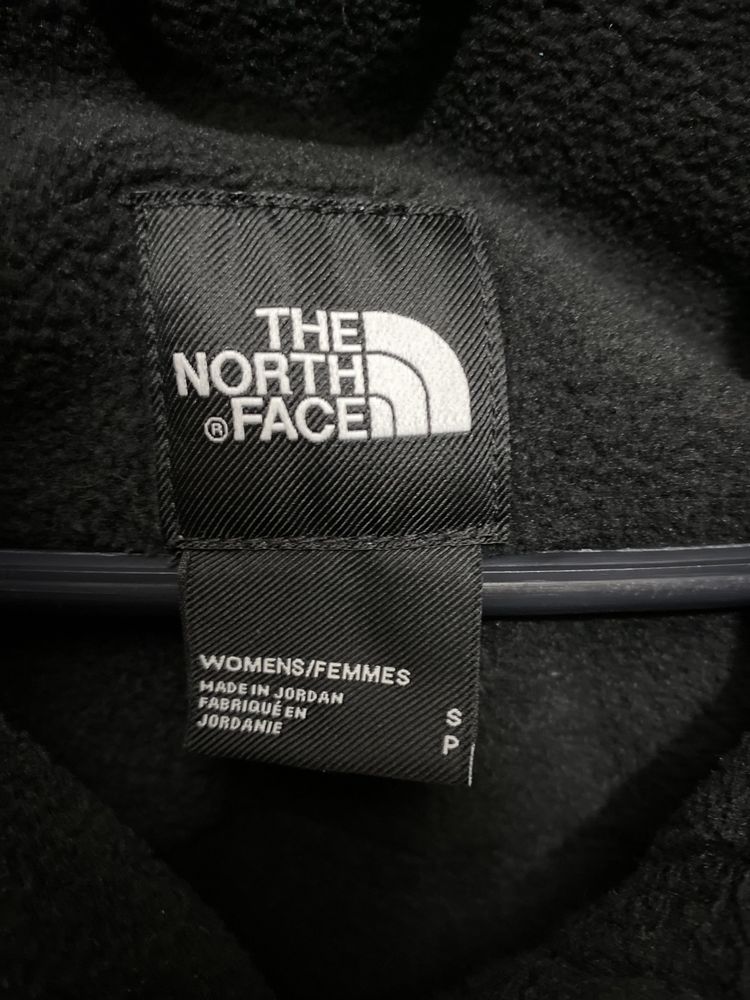 THE
NORTH
® FACE
WOMENS/FEMMES
MADE IN JORDAN
FABRIQUÉ EN
JORDANIE
S
P